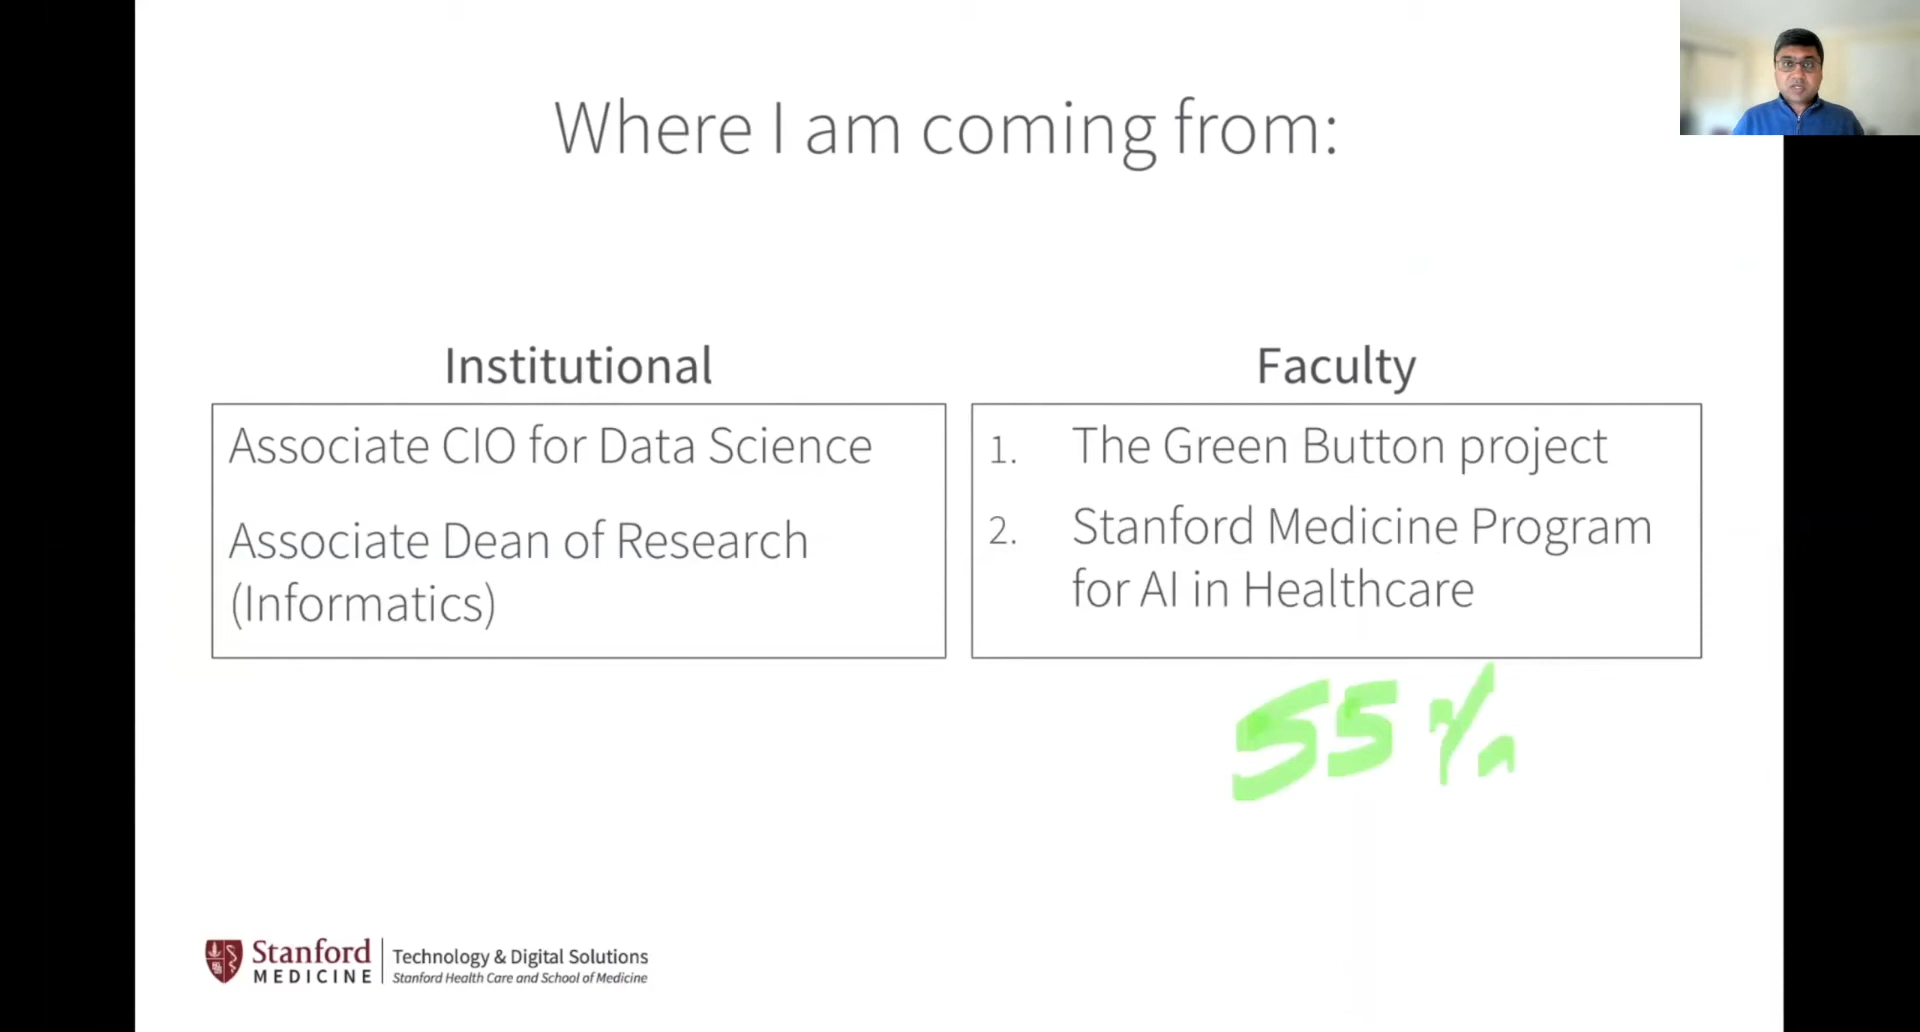 Where I am coming from:
Institutional
Associate CIO for Data Science
Associate Dean of Research
(Informatics)
Faculty
1. The Green Button project
2. Stanford Medicine Program
for AI in Healthcare
55%
Stanford
MEDICINE
Technology & Digital Solutions
Stanford Health Care and School of Medicine